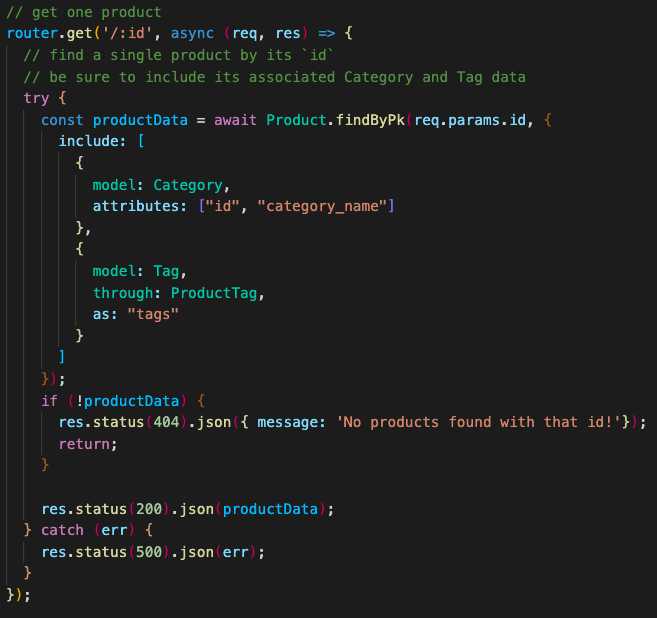 // get one product
router.get('/:id', async (req, res) => {
  // find a single product by its `id`
  // be sure to include its associated Category and Tag data
  try {
    const productData = await Product.findByPk(req.params.id, {
      include: [
        {
          model: Category,
          attributes: ["id", "category_name"]
        },
        {
          model: Tag,
          through: ProductTag,
          as: "tags"
        }
      ]
    });
    if (!productData) {
      res.status(404).json({ message: 'No products found with that id!'});
      return;
    }

    res.status(200).json(productData);
  } catch (err) {
    res.status(500).json(err);
  }
});